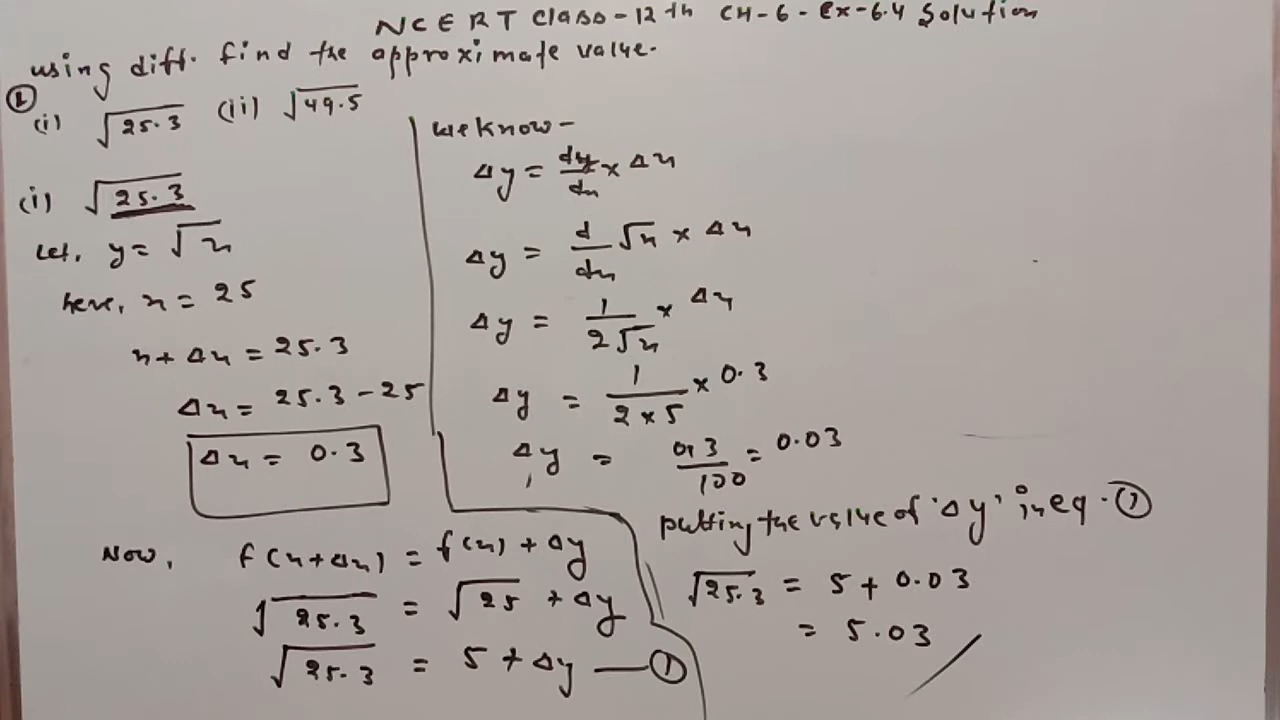 NCERT Class-12th CH-6-Ex-6.4 Solution
using diff. find the approximate value.
①
(i) √25.3 (ii) √49.5
(i) √25.3
Let, y = √x
here, x = 25
x + Δx = 25.3
Δx = 25.3 - 25
Δx = 0.3
Now, f(x+Δx) = f(x) + Δy
√25.3 = √25 + Δy
√25.3 = 5 + Δy — ①
We know -
Δy = dy/dx × Δx
Δy = d/dx √x × Δx
Δy = 1/2√x × Δx
Δy = 1/2×5 × 0.3
Δy = 0.3/100 = 0.03
putting the value of 'Δy' in eq. ①
√25.3 = 5 + 0.03
= 5.03